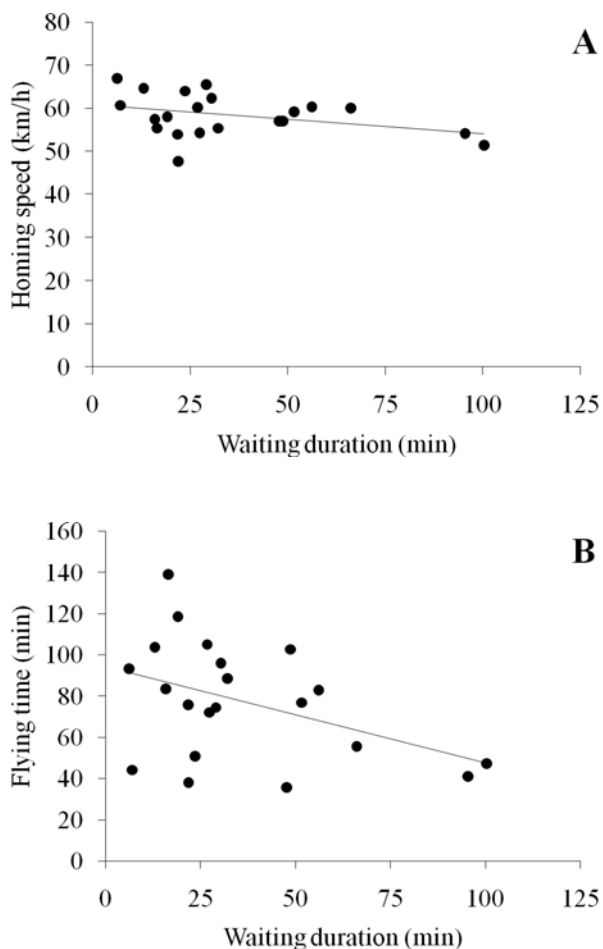 A
80
70
60
50
40
30
20
10
0
0 25 50 75 100 125
Homing speed (km/h)
Waiting duration (min)
B
160
140
120
100
80
60
40
20
0
0 25 50 75 100 125
Flying time (min)
Waiting duration (min)